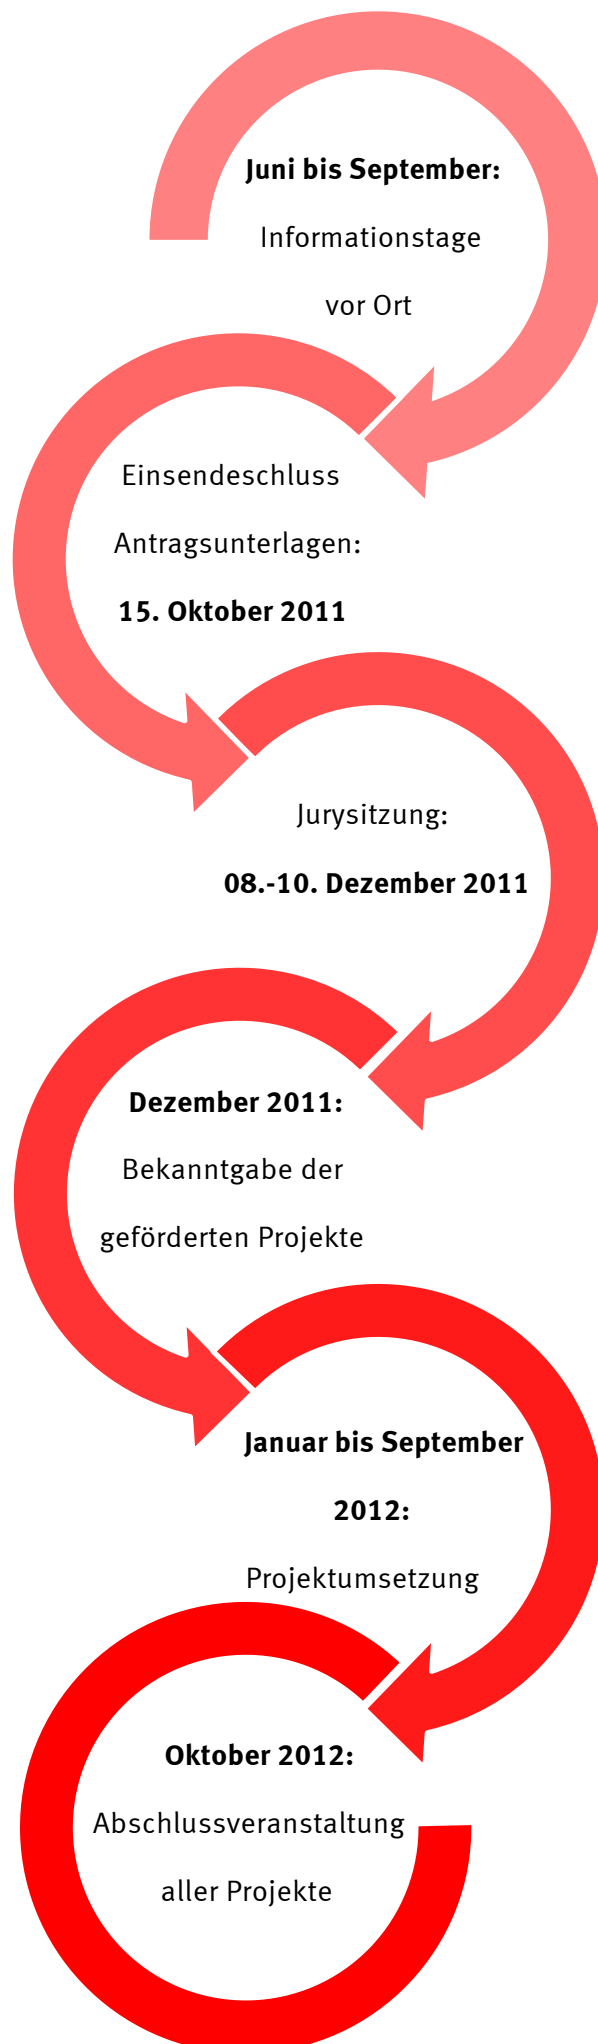 Juni bis September:
Informationstage
vor Ort
Einsendeschluss
Antragsunterlagen:
15. Oktober 2011
Jurysitzung:
08.-10. Dezember 2011
Dezember 2011:
Bekanntgabe der
geförderten Projekte
Januar bis September
2012:
Projektumsetzung
Oktober 2012:
Abschlussveranstaltung
aller Projekte